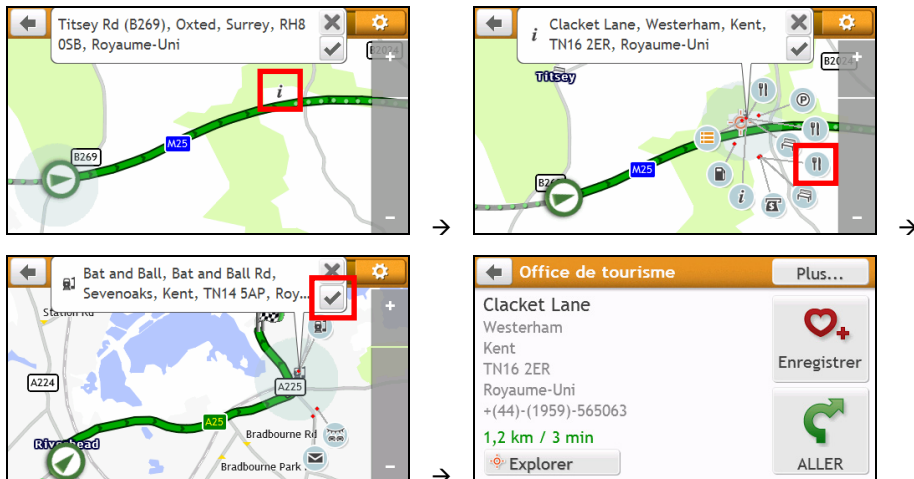 Titsey Rd (B269), Oxted, Surrey, RH8
0SB, Royaume-Uni
B2024
+
i
M25
B269
−
→
i Clacket Lane, Westerham, Kent,
TN16 2ER, Royaume-Uni
B2024
+
Titsey
P
M25
B26
i
−
→
Bat and Ball, Bat and Ball Rd,
Sevenoaks, Kent, TN14 5AP, Roy...
Station Rd
+
A224
A225
A25
Riverhead
Bradbourne Rd
Bradbourne Park
−
→
Office de tourisme
Plus...
Clacket Lane
Westerham
Kent
TN16 2ER
Royaume-Uni
+(44)-(1959)-565063
1,2 km / 3 min
Explorer
Enregistrer
ALLER